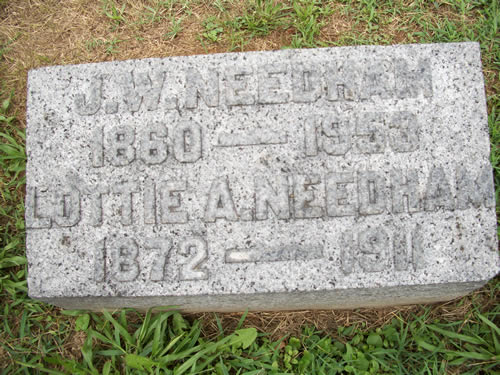 J.W. NEEDHAM
1860 — 1953
LOTTIE A. NEEDHAM
1872 — 1911